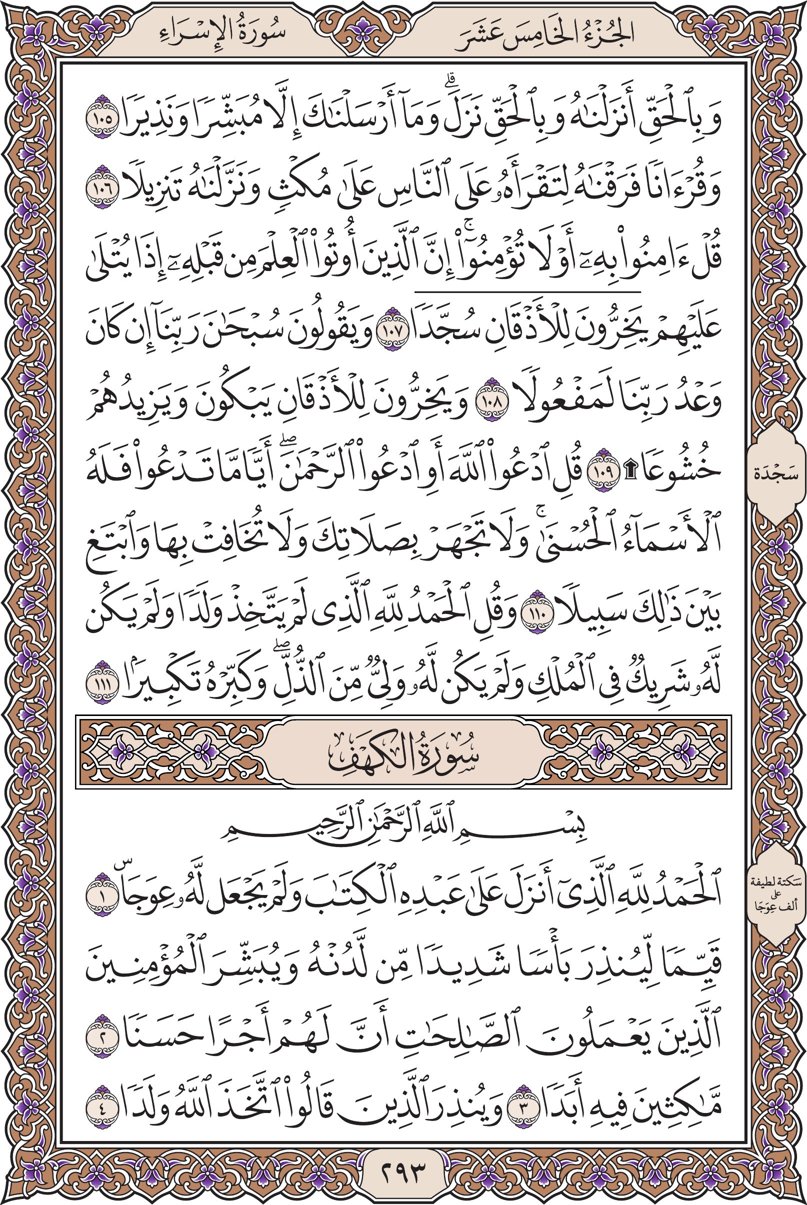 الجُزْءُ الخَامِسَ عَشَرَ
سُورَةُ الإِسْرَاءِ
وَبِٱلْحَقِّ أَنزَلْنَٰهُ وَبِٱلْحَقِّ نَزَلَۗ وَمَآ أَرْسَلْنَٰكَ إِلَّا مُبَشِّرًا وَنَذِيرًا ١٠٥
وَقُرْءَانًا فَرَقْنَٰهُ لِتَقْرَأَهُۥ عَلَى ٱلنَّاسِ عَلَىٰ مُكْثٍ وَنَزَّلْنَٰهُ تَنزِيلًا ١٠٦
قُلْ ءَامِنُوا۟ بِهِۦٓ أَوْ لَا تُؤْمِنُوٓا۟ۚ إِنَّ ٱلَّذِينَ أُوتُوا۟ ٱلْعِلْمَ مِن قَبْلِهِۦٓ إِذَا يُتْلَىٰ
عَلَيْهِمْ يَخِرُّونَ لِلْأَذْقَانِ سُجَّدًا ١٠٧ وَيَقُولُونَ سُبْحَٰنَ رَبِّنَآ إِن كَانَ
وَعْدُ رَبِّنَا لَمَفْعُولًا ١٠٨ وَيَخِرُّونَ لِلْأَذْقَانِ يَبْكُونَ وَيَزِيدُهُمْ
خُشُوعًا۩ ١٠٩ قُلِ ٱدْعُوا۟ ٱللَّهَ أَوِ ٱدْعُوا۟ ٱلرَّحْمَٰنَۖ أَيًّا مَّا تَدْعُوا۟ فَلَهُ
سَجْدَة
ٱلْأَسْمَآءُ ٱلْحُسْنَىٰۚ وَلَا تَجْهَرْ بِصَلَاتِكَ وَلَا تُخَافِتْ بِهَا وَٱبْتَغِ
بَيْنَ ذَٰلِكَ سَبِيلًا ١١٠ وَقُلِ ٱلْحَمْدُ لِلَّهِ ٱلَّذِى لَمْ يَتَّخِذْ وَلَدًا وَلَمْ يَكُن
لَّهُۥ شَرِيكٌ فِى ٱلْمُلْكِ وَلَمْ يَكُن لَّهُۥ وَلِىٌّ مِّنَ ٱلذُّلِّۖ وَكَبِّرْهُ تَكْبِيرًۢا ١١١
سُورَةُ الكَهْفِ
بِسْمِ ٱللَّهِ ٱلرَّحْمَٰنِ ٱلرَّحِيمِ
ٱلْحَمْدُ لِلَّهِ ٱلَّذِىٓ أَنزَلَ عَلَىٰ عَبْدِهِ ٱلْكِتَٰبَ وَلَمْ يَجْعَل لَّهُۥ عِوَجَاۜ ١
سَكتة لطيفة
على
ألف عِوَجَا
قَيِّمًا لِّيُنذِرَ بَأْسًا شَدِيدًا مِّن لَّدُنْهُ وَيُبَشِّرَ ٱلْمُؤْمِنِينَ
ٱلَّذِينَ يَعْمَلُونَ ٱلصَّٰلِحَٰتِ أَنَّ لَهُمْ أَجْرًا حَسَنًا ٢
مَّٰكِثِينَ فِيهِ أَبَدًا ٣ وَيُنذِرَ ٱلَّذِينَ قَالُوا۟ ٱتَّخَذَ ٱللَّهُ وَلَدًا ٤
٢٩٣